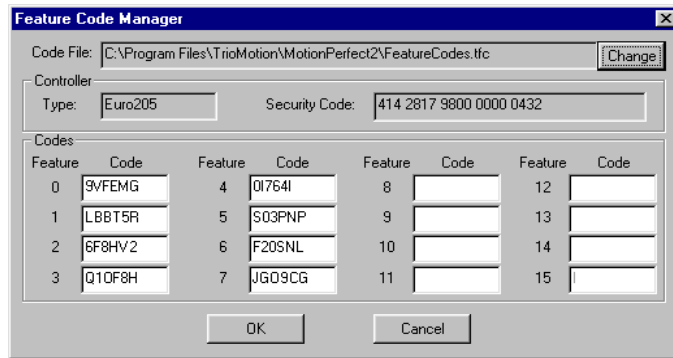 Feature Code Manager
Code File: C:\Program Files\TrioMotion\MotionPerfect2\FeatureCodes.tfc Change
Controller
Type: Euro205 Security Code: 414 2817 9800 0000 0432
Codes
Feature Code Feature Code Feature Code Feature Code
0 9VFEMG 4 0I764I 8 12
1 LBBT5R 5 S03PNP 9 13
2 6F8HV2 6 F20SNL 10 14
3 Q10F8H 7 JGO9CG 11 15
OK Cancel